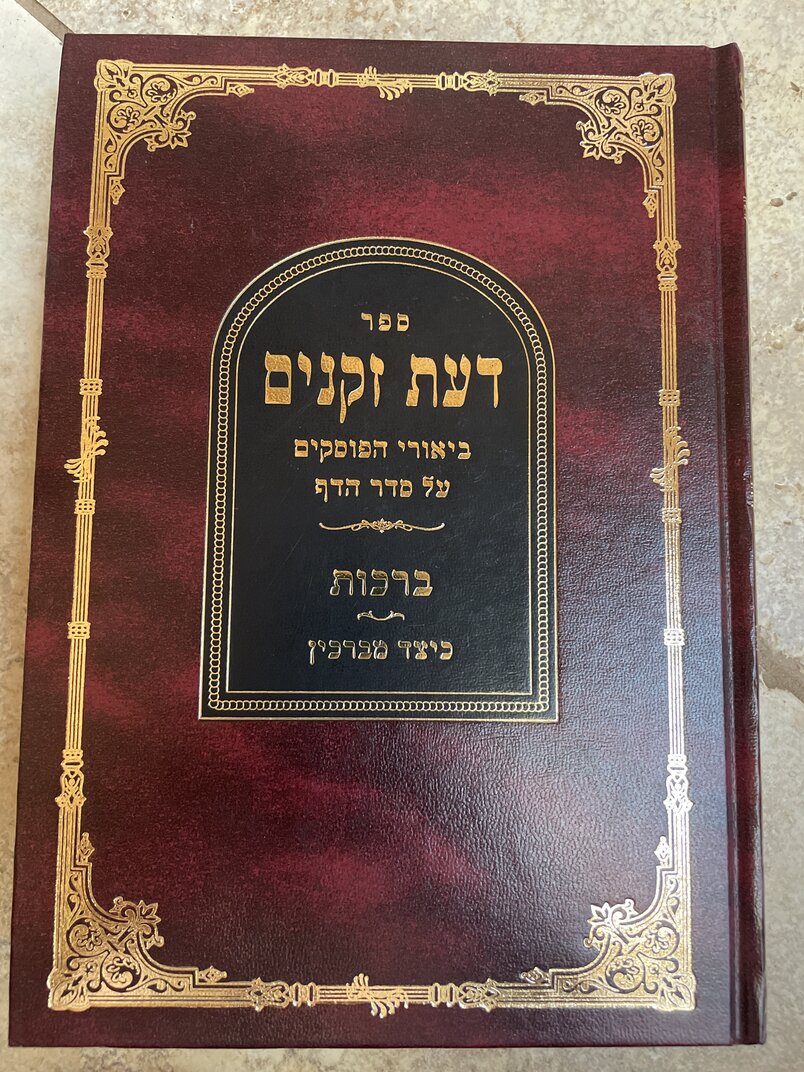 ספר
דעת זקנים
ביאורי הפוסקים
על סדר הדף
ברכות
כיצד מברכין